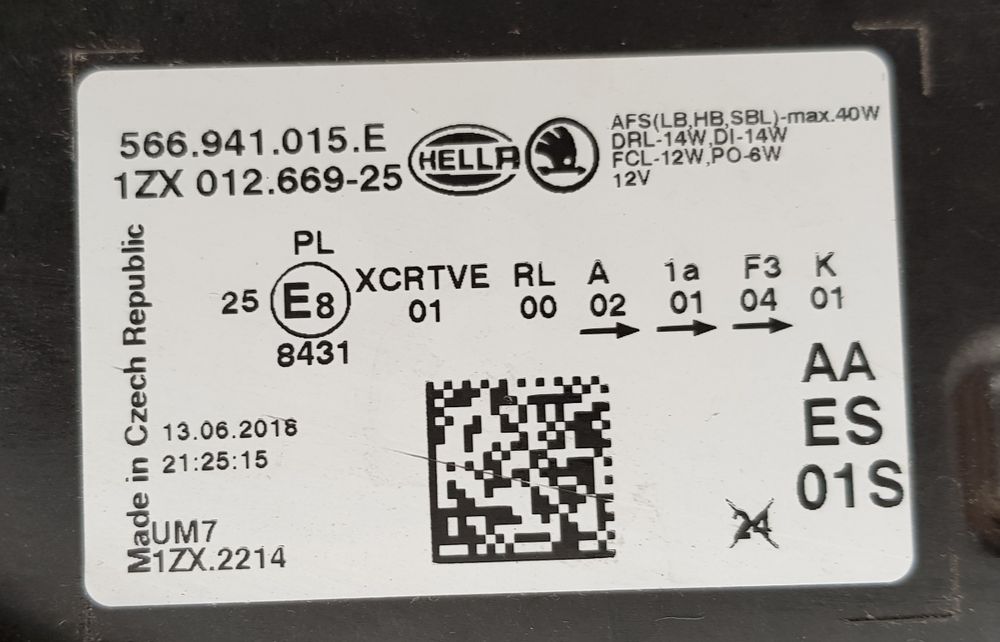 566.941.015.E
1ZX 012.669-25
HELLA
AFS(LB,HB,SBL)-max.40W
DRL-14W,DI-14W
FCL-12W,PO-6W
12V
Made in Czech Republic
PL
25 E8 XCRTVE RL A 1a F3 K
01 00 02 01 04 01
8431
AA
ES
01S
13.06.2018
21:25:15
24
UM7
1ZX.2214